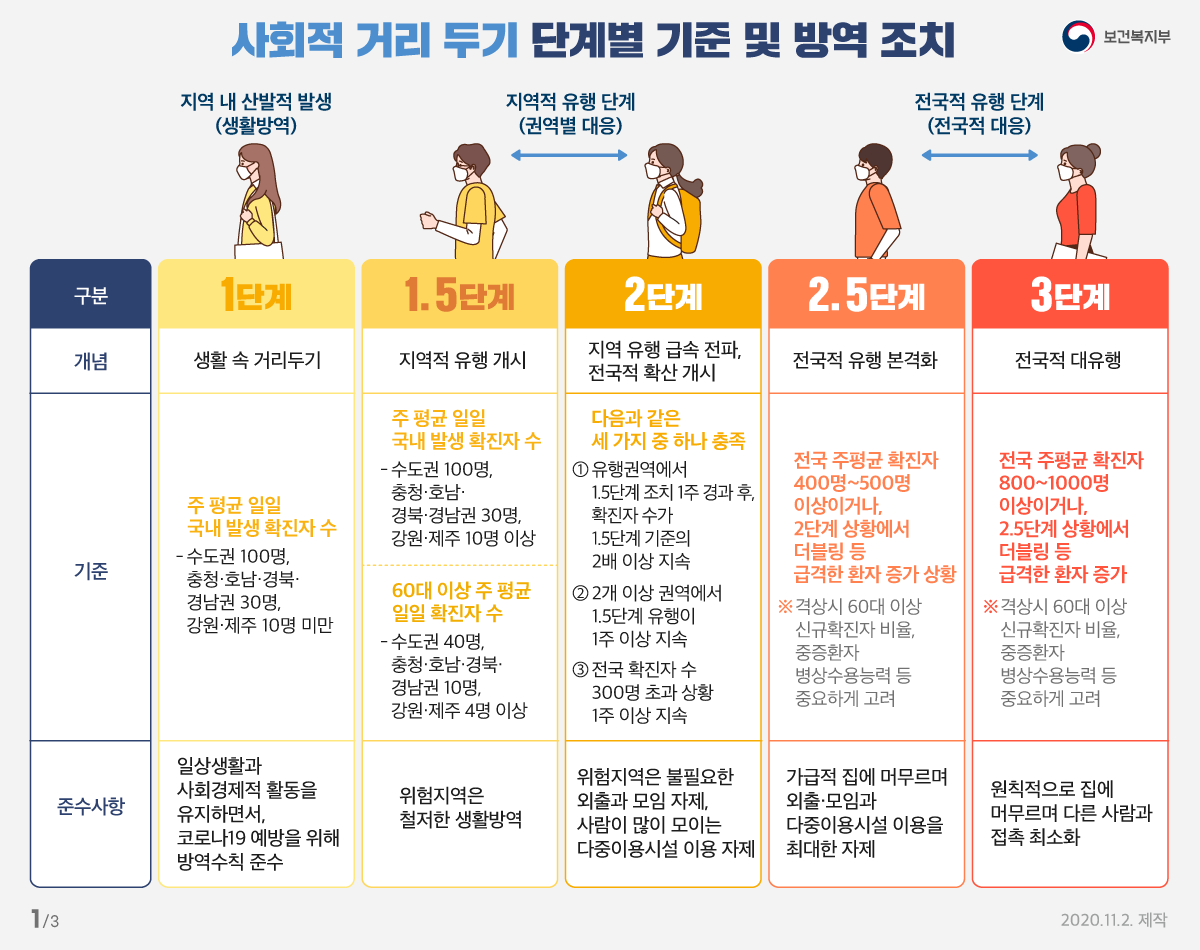 사회적 거리 두기 단계별 기준 및 방역 조치
보건복지부
지역 내 산발적 발생
(생활방역)
지역적 유행 단계
(권역별 대응)
전국적 유행 단계
(전국적 대응)
구분
1단계
1.5단계
2단계
2.5단계
3단계
개념
생활 속 거리두기
지역적 유행 개시
지역 유행 급속 전파,
전국적 확산 개시
전국적 유행 본격화
전국적 대유행
기준
주 평균 일일
국내 발생 확진자 수
- 수도권 100명,
충청·호남·경북·
경남권 30명,
강원·제주 10명 미만
주 평균 일일
국내 발생 확진자 수
- 수도권 100명,
충청·호남·
경북·경남권 30명,
강원·제주 10명 이상
60대 이상 주 평균
일일 확진자 수
- 수도권 40명,
충청·호남·경북·
경남권 10명,
강원·제주 4명 이상
다음과 같은
세 가지 중 하나 충족
① 유행권역에서
1.5단계 조치 1주 경과 후,
확진자 수가
1.5단계 기준의
2배 이상 지속
② 2개 이상 권역에서
1.5단계 유행이
1주 이상 지속
③ 전국 확진자 수
300명 초과 상황
1주 이상 지속
전국 주평균 확진자
400명~500명
이상이거나,
2단계 상황에서
더블링 등
급격한 환자 증가 상황
※격상시 60대 이상
신규확진자 비율,
중증환자
병상수용능력 등
중요하게 고려
전국 주평균 확진자
800~1000명
이상이거나,
2.5단계 상황에서
더블링 등
급격한 환자 증가
※격상시 60대 이상
신규확진자 비율,
중증환자
병상수용능력 등
중요하게 고려
준수사항
일상생활과
사회경제적 활동을
유지하면서,
코로나19 예방을 위해
방역수칙 준수
위험지역은
철저한 생활방역
위험지역은 불필요한
외출과 모임 자제,
사람이 많이 모이는
다중이용시설 이용 자제
가급적 집에 머무르며
외출·모임과
다중이용시설 이용을
최대한 자제
원칙적으로 집에
머무르며 다른 사람과
접촉 최소화
1/3
2020.11.2. 제작